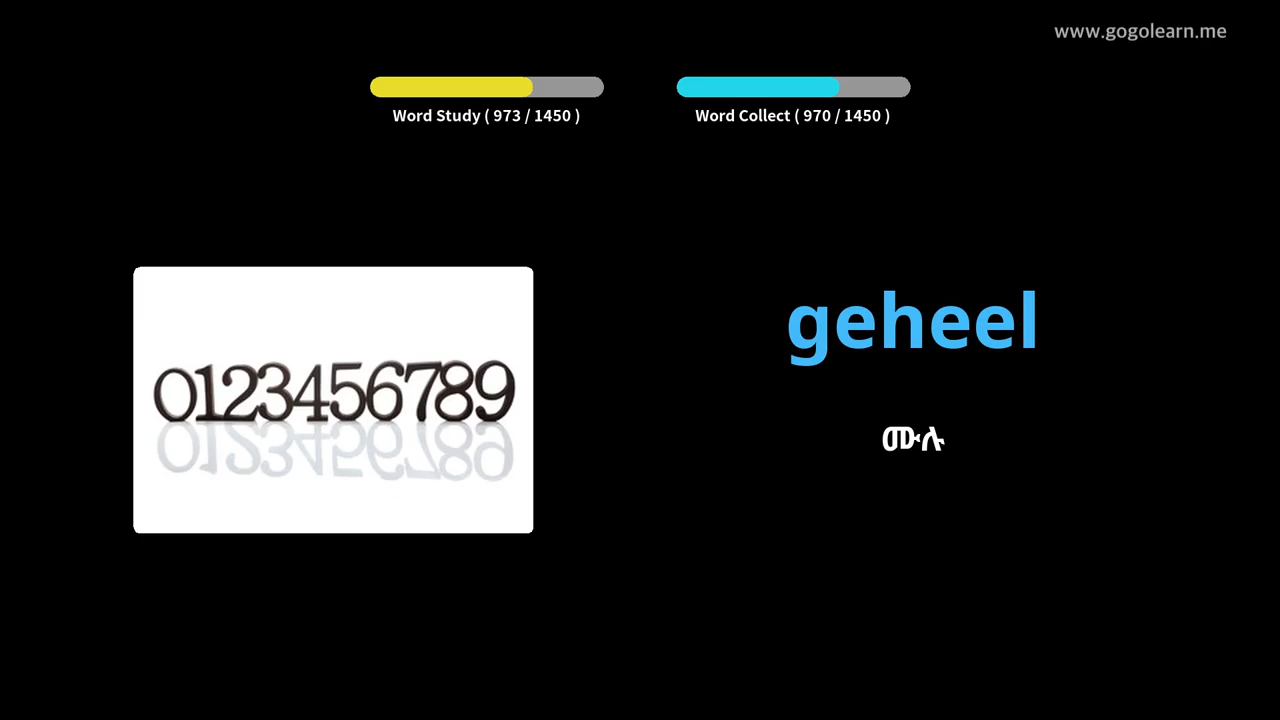 www.gogolearn.me
Word Study ( 973 / 1450 )
Word Collect ( 970 / 1450 )
0123456789
geheel
ሙሉ